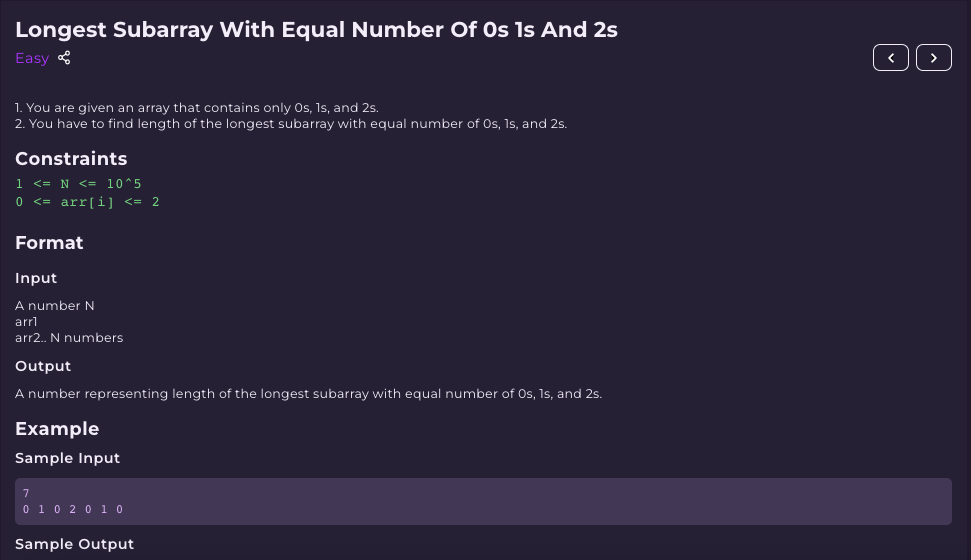 Longest Subarray With Equal Number Of 0s 1s And 2s
Easy
1. You are given an array that contains only 0s, 1s, and 2s.
2. You have to find length of the longest subarray with equal number of 0s, 1s, and 2s.
Constraints
1 <= N <= 10^5
0 <= arr[i] <= 2
Format
Input
A number N
arr1
arr2.. N numbers
Output
A number representing length of the longest subarray with equal number of 0s, 1s, and 2s.
Example
Sample Input
7
0 1 0 2 0 1 0
Sample Output